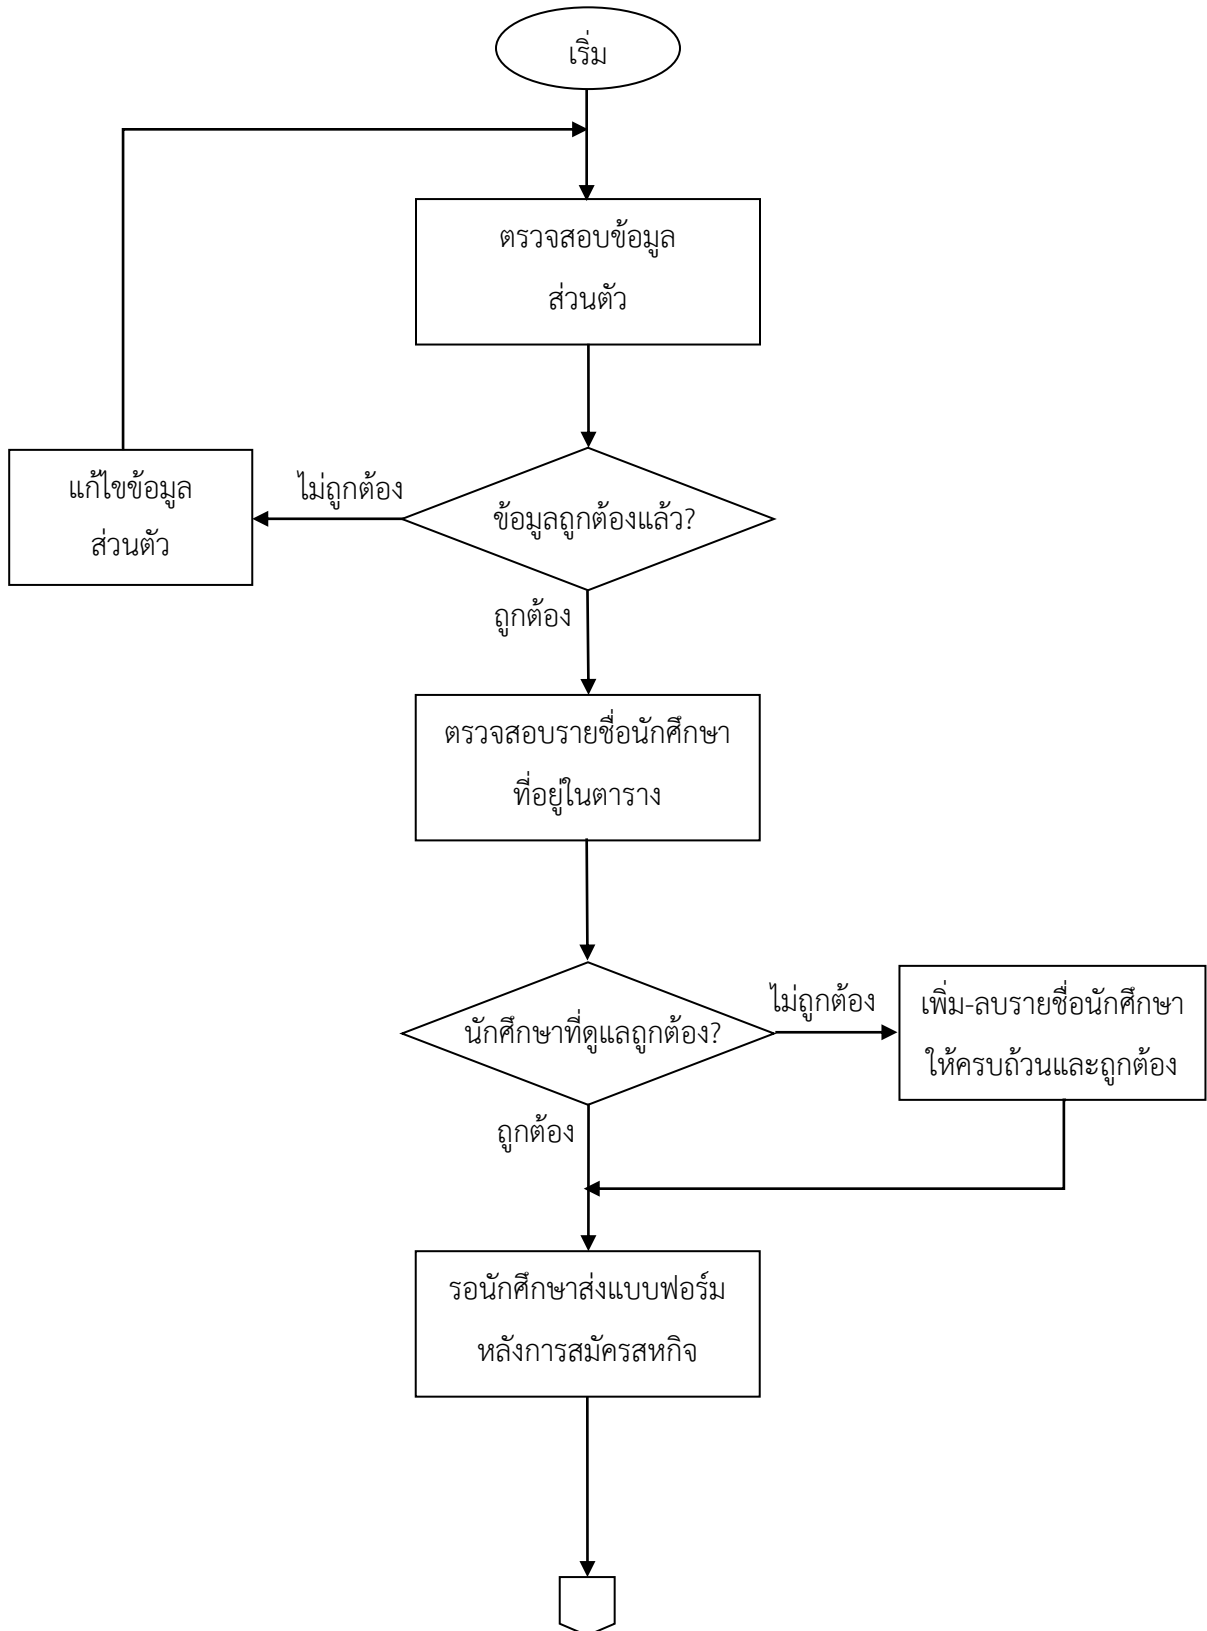 เริ่ม
ตรวจสอบข้อมูล
ส่วนตัว
แก้ไขข้อมูล
ส่วนตัว
ไม่ถูกต้อง
ข้อมูลถูกต้องแล้ว?
ถูกต้อง
ตรวจสอบรายชื่อนักศึกษา
ที่อยู่ในตาราง
นักศึกษาที่ดูแลถูกต้อง?
ไม่ถูกต้อง
เพิ่ม-ลบรายชื่อนักศึกษา
ให้ครบถ้วนและถูกต้อง
ถูกต้อง
รอนักศึกษาส่งแบบฟอร์ม
หลังการสมัครสหกิจ